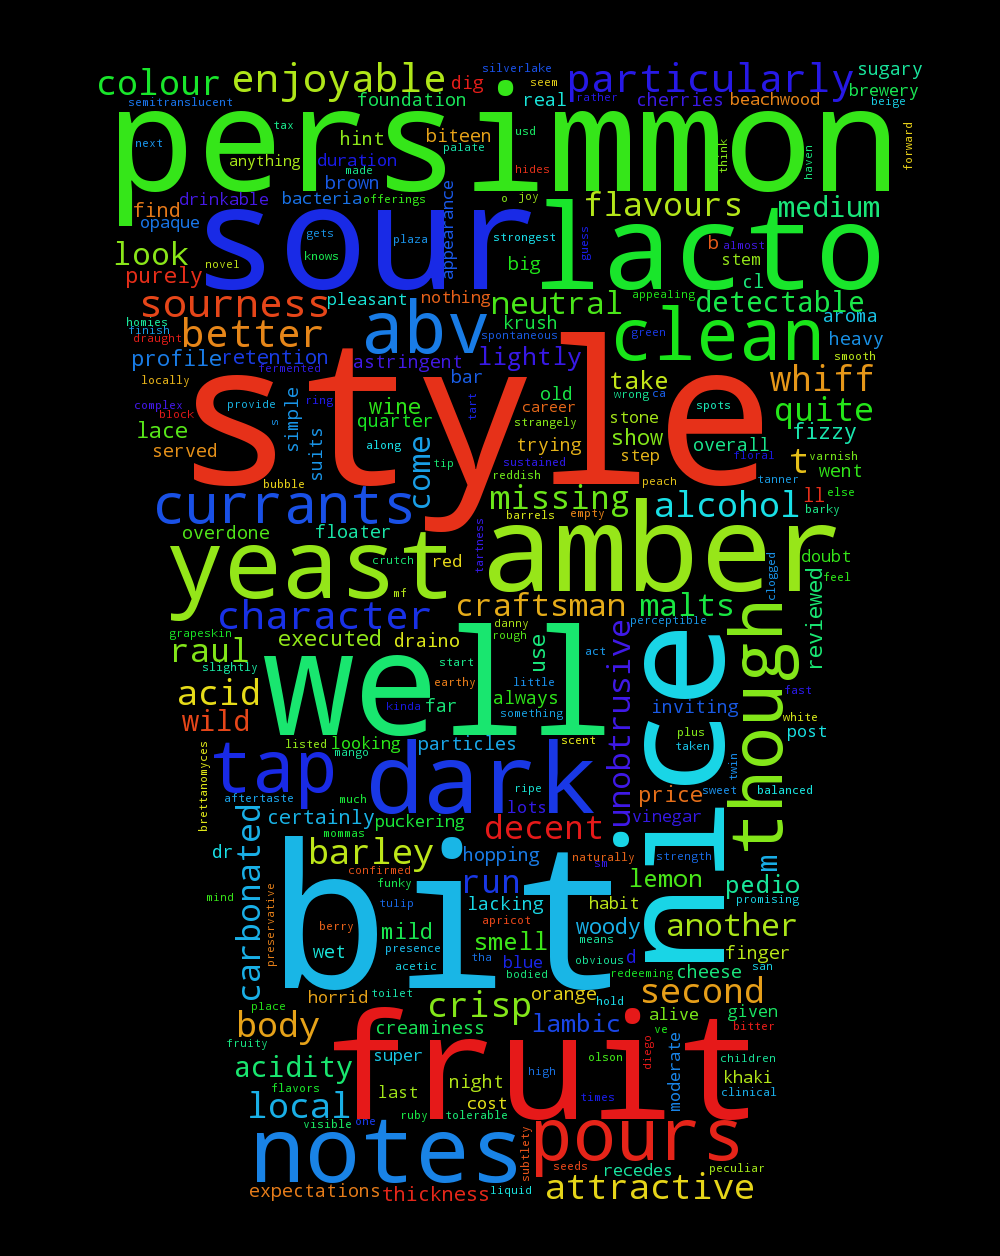 silverlake
colour enjoyable dig seem particularly sugary
semitranslucent foundation real rather cherries beachwood brewery beige
persimmon
next tax hint biteen usd palate think haven forward
anything duration made hides
drinkable brown bacteria offerings o joy
find opaque appearance flavours medium
sour lacto
look gets knows plaza strongest guess b almost stem
purely novel big cl
sourness pleasant nothing neutral appealing detectable
homies finish draught better abv krush spontaneous green clean aroma heavy
profile retention astringent lightly smooth
fermented bar take whiff
locally style wrong ca
complex block provide ring simple s suits wine quarter tart old career strangely stone spots quite
lace along show fizzy
served come trying step overall floral t varnish went
tip sustained reddish peach tanner
bubble currants missing alcohol ll else
barrels empty barky
overdone floater tartness amber
yeast crutch red clogged doubt
mf feel
character craftsman malts reviewed
grapeskin executed draino danny rough use unobtrusive perceptible though
raul slightly well start act nice
acid earthy little fast
kinda far always inviting
wild something plus white post
brettanomyces listed looking particles scent taken
tap mango dark ripe twin
aftertaste much lots price sweet balanced
carbonated certainly puckering vinegar
mommas decent
dr barley hopping naturally strength m
confirmed run sm lemon
mind preservative funky lacking habit pedio promising
tulip apricot another
berry mild woody
wet presence smell tha means finger
bit acetic blue obvious d
bodied redeeming cheese san
place horrid toilet crisp orange hold second
body creaminess lambic alive given
fruity fruit ve bitter
acidity super olson diego moderate children
night high khaki
flavors last cost times clinical
local ruby tolerable
visible one
notes subtlety pours
seeds recedes peculiar
expectations thickness liquid attractive